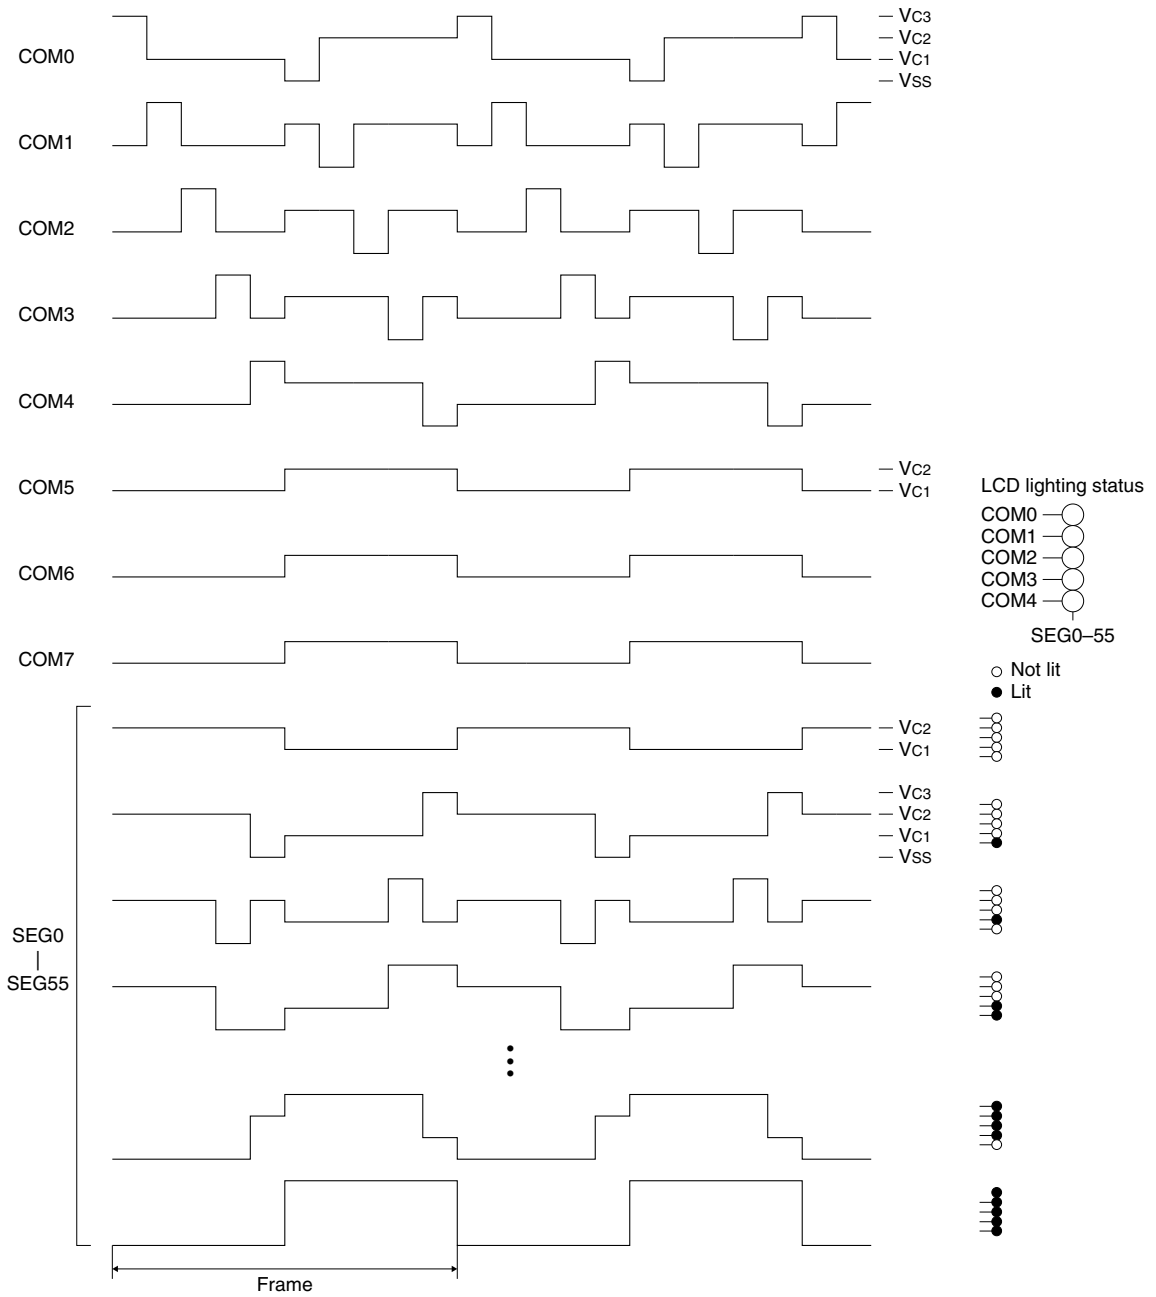 COM0
VC3
VC2
VC1
VSS
COM1
COM2
COM3
COM4
COM5
VC2
VC1
COM6
COM7
LCD lighting status
COM0
COM1
COM2
COM3
COM4
SEG0–55
Not lit
Lit
VC2
VC1
VC3
VC2
VC1
VSS
SEG0
SEG55
Frame